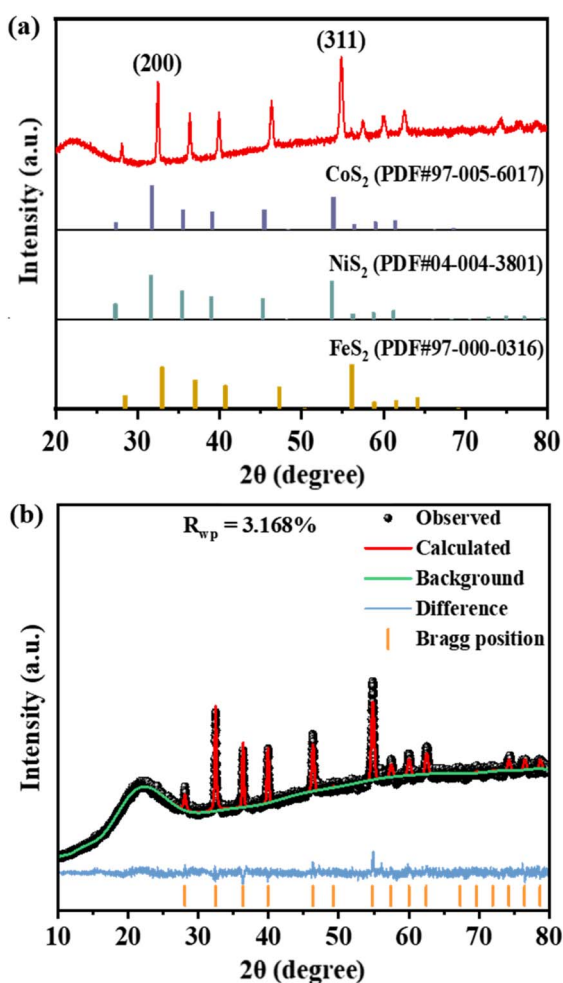 (a)
(200)
(311)
CoS₂ (PDF#97-005-6017)
NiS₂ (PDF#04-004-3801)
FeS₂ (PDF#97-000-0316)
Intensity (a.u.)
20 30 40 50 60 70 80
2θ (degree)
(b)
R_wp = 3.168%
Observed
Calculated
Background
Difference
Bragg position
Intensity (a.u.)
10 20 30 40 50 60 70 80
2θ (degree)